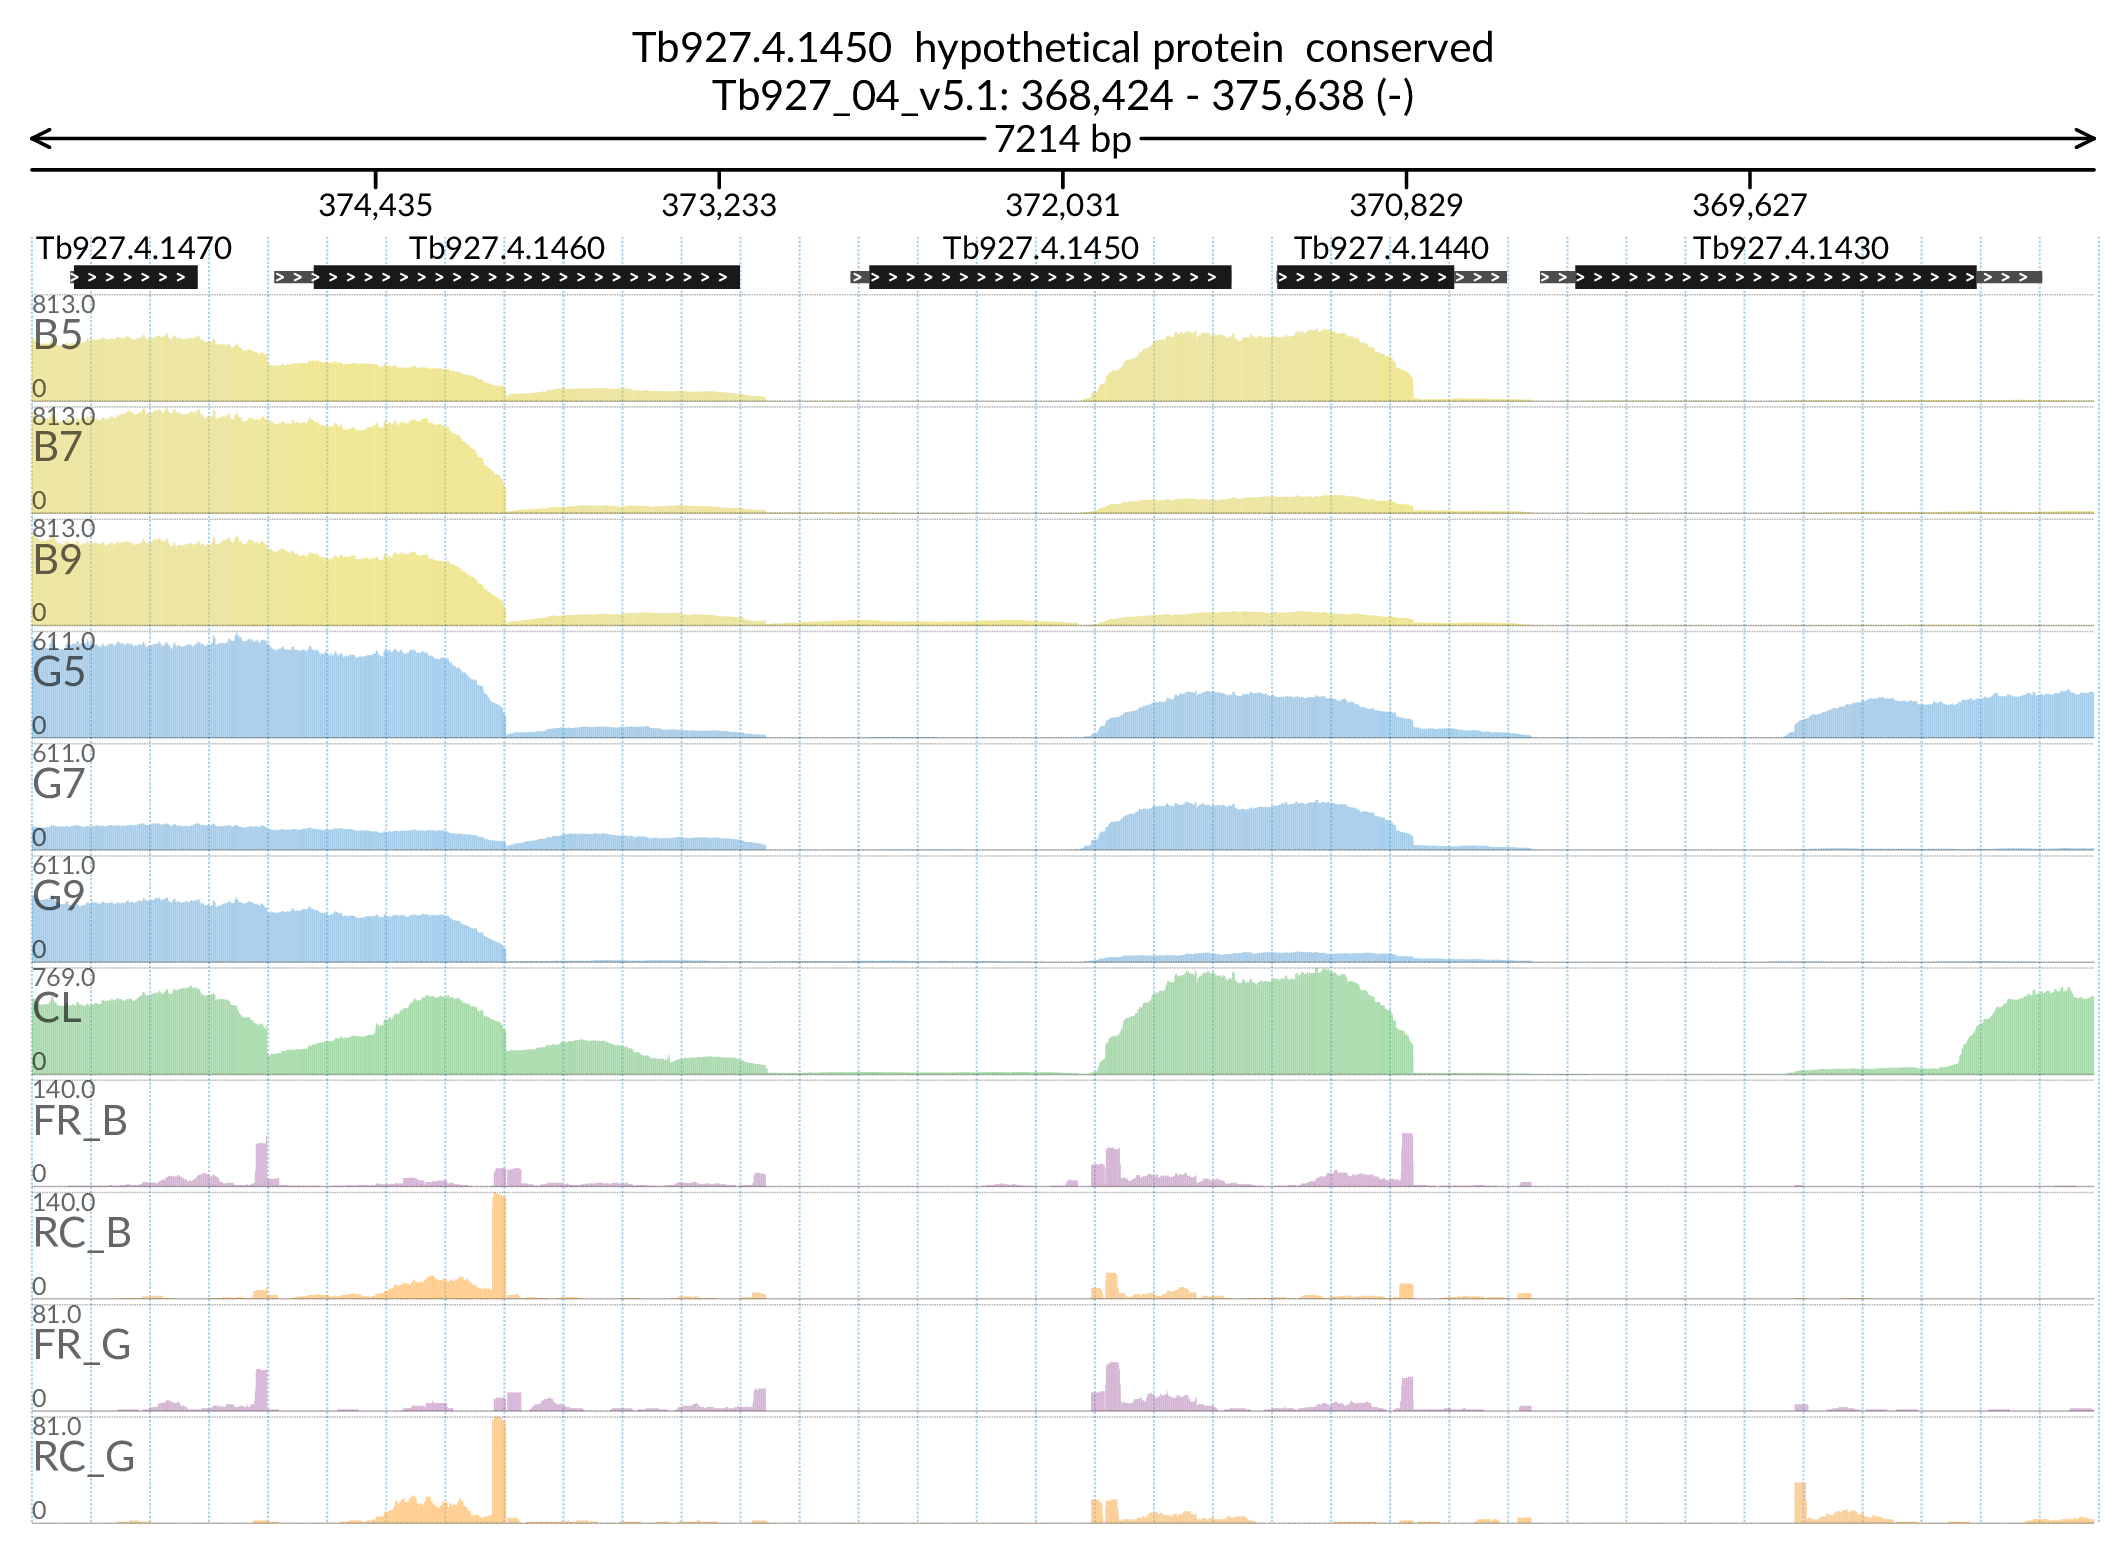 Tb927.4.1450 hypothetical protein conserved
Tb927_04_v5.1: 368,424 - 375,638 (-)
7214 bp
374,435 373,233 372,031 370,829 369,627
Tb927.4.1470 Tb927.4.1460 Tb927.4.1450 Tb927.4.1440 Tb927.4.1430
813.0
B5
0
813.0
B7
0
813.0
B9
0
611.0
G5
0
611.0
G7
0
611.0
G9
0
769.0
CL
0
140.0
FR_B
0
140.0
RC_B
0
81.0
FR_G
0
81.0
RC_G
0